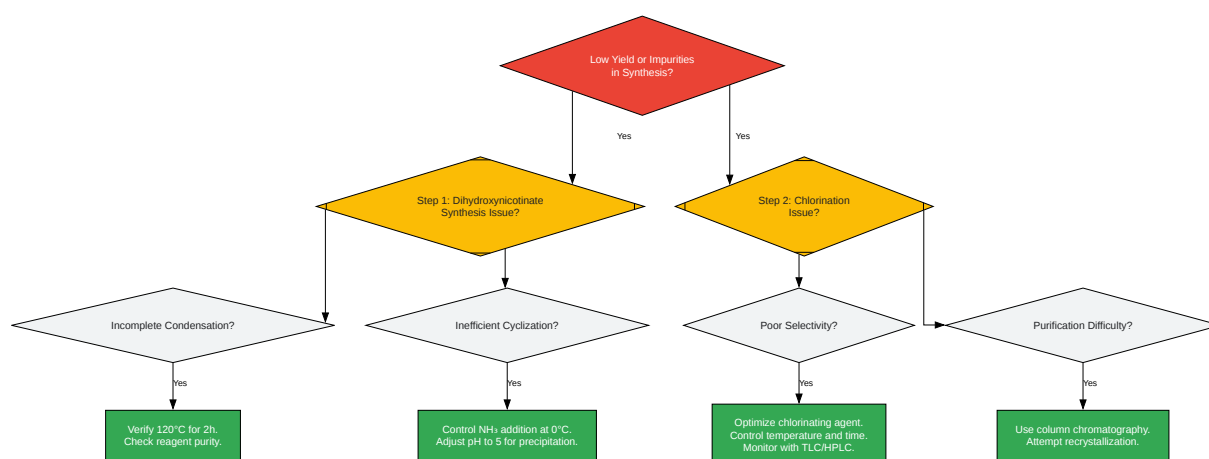 Low Yield or Impurities
in Synthesis?
Yes
Yes
Step 1: Dihydroxynicotinate
Synthesis Issue?
Step 2: Chlorination
Issue?
Incomplete Condensation?
Inefficient Cyclization?
Poor Selectivity?
Purification Difficulty?
Yes
Yes
Yes
Yes
Verify 120°C for 2h.
Check reagent purity.
Control NH₃ addition at 0°C.
Adjust pH to 5 for precipitation.
Optimize chlorinating agent.
Control temperature and time.
Monitor with TLC/HPLC.
Use column chromatography.
Attempt recrystallization.